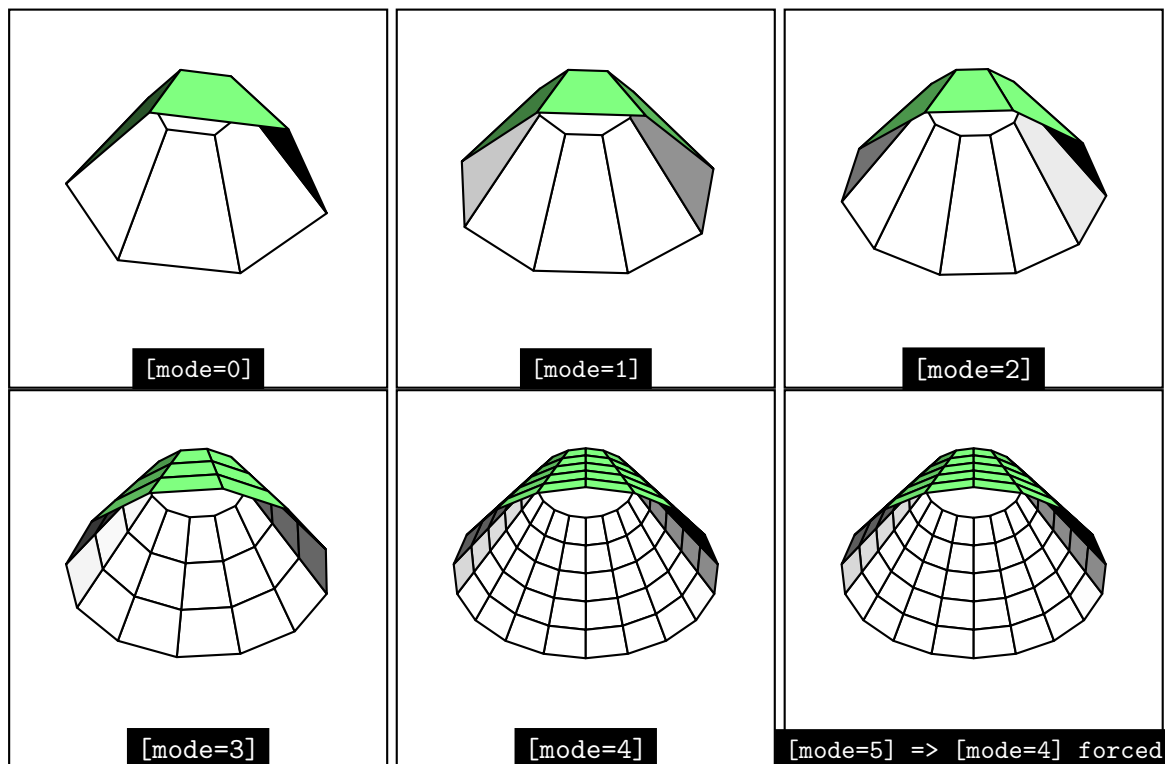 [mode=0]
[mode=1]
[mode=2]
[mode=3]
[mode=4]
[mode=5] => [mode=4] forced